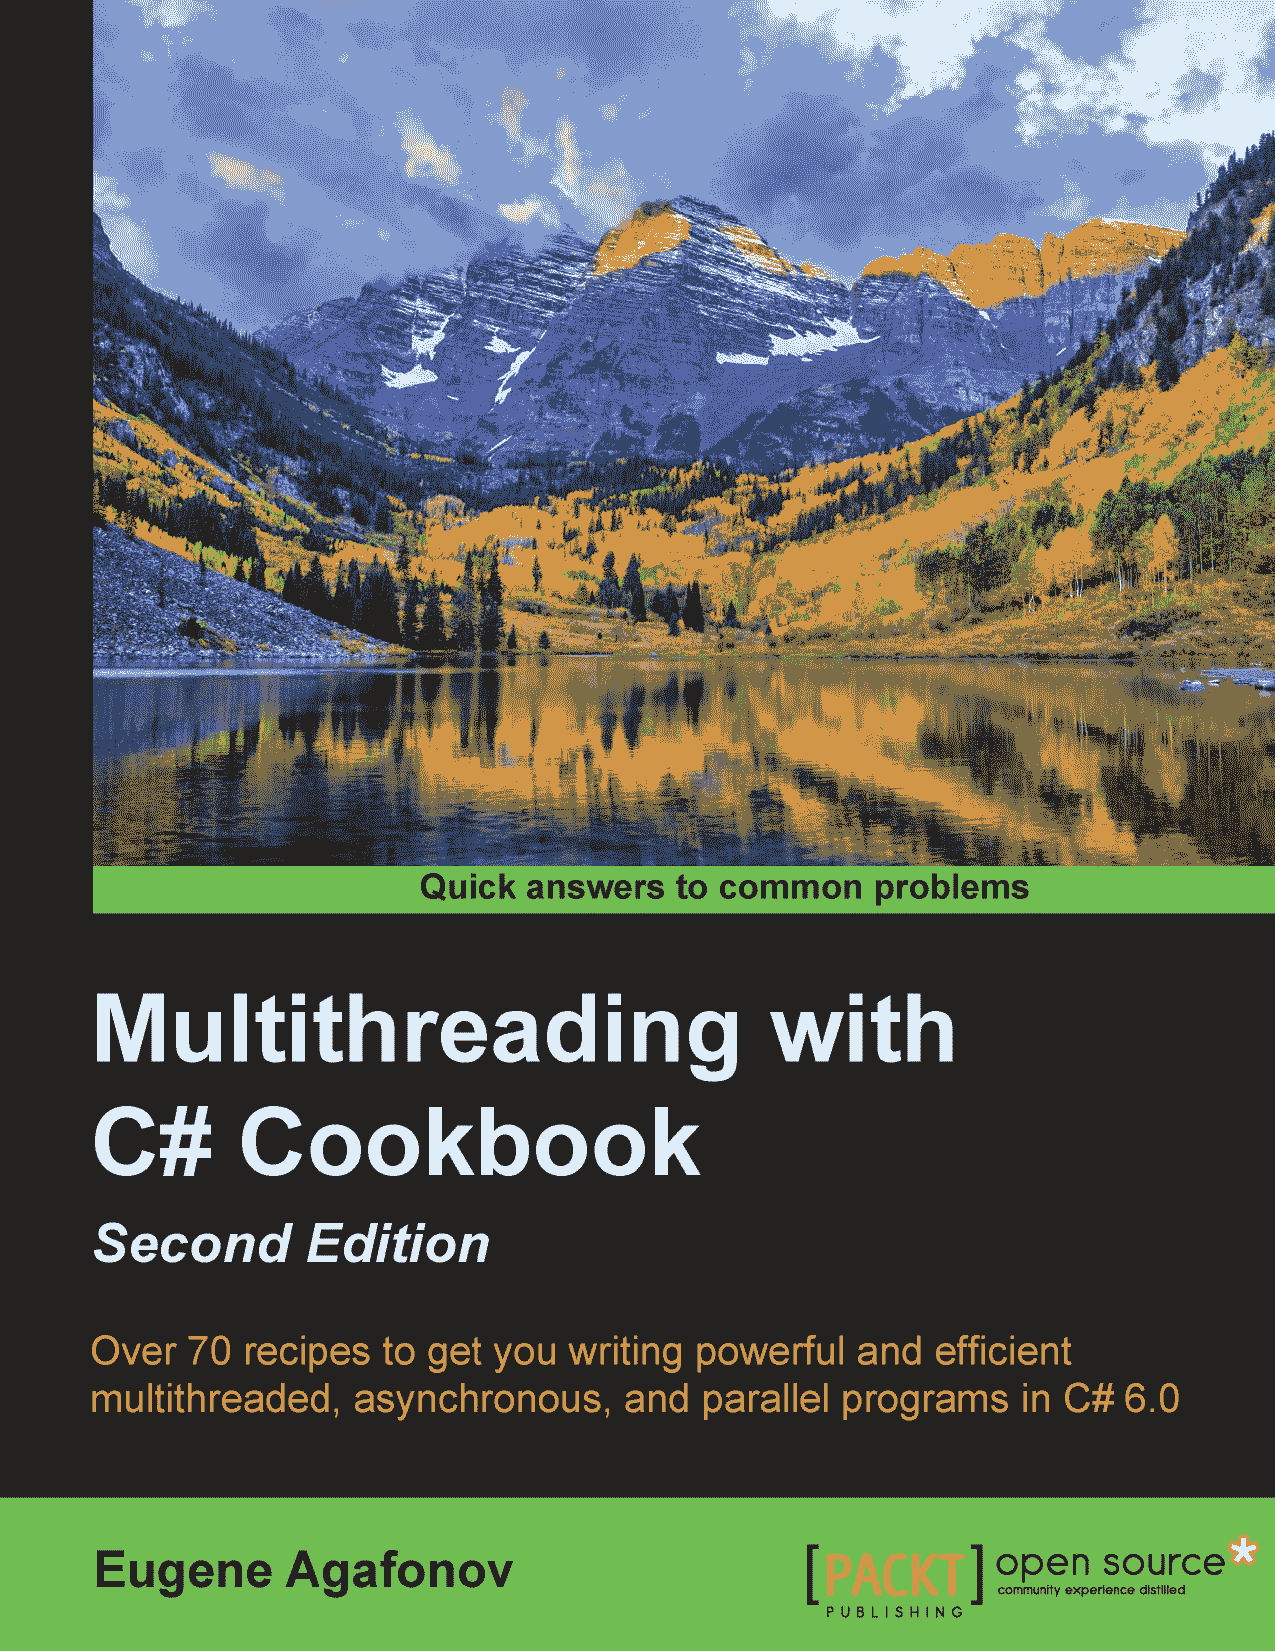 Quick answers to common problems
Multithreading with
C# Cookbook
Second Edition
Over 70 recipes to get you writing powerful and efficient
multithreaded, asynchronous, and parallel programs in C# 6.0
Eugene Agafonov
[PACKT] open source*
community experience distilled
PUBLISHING